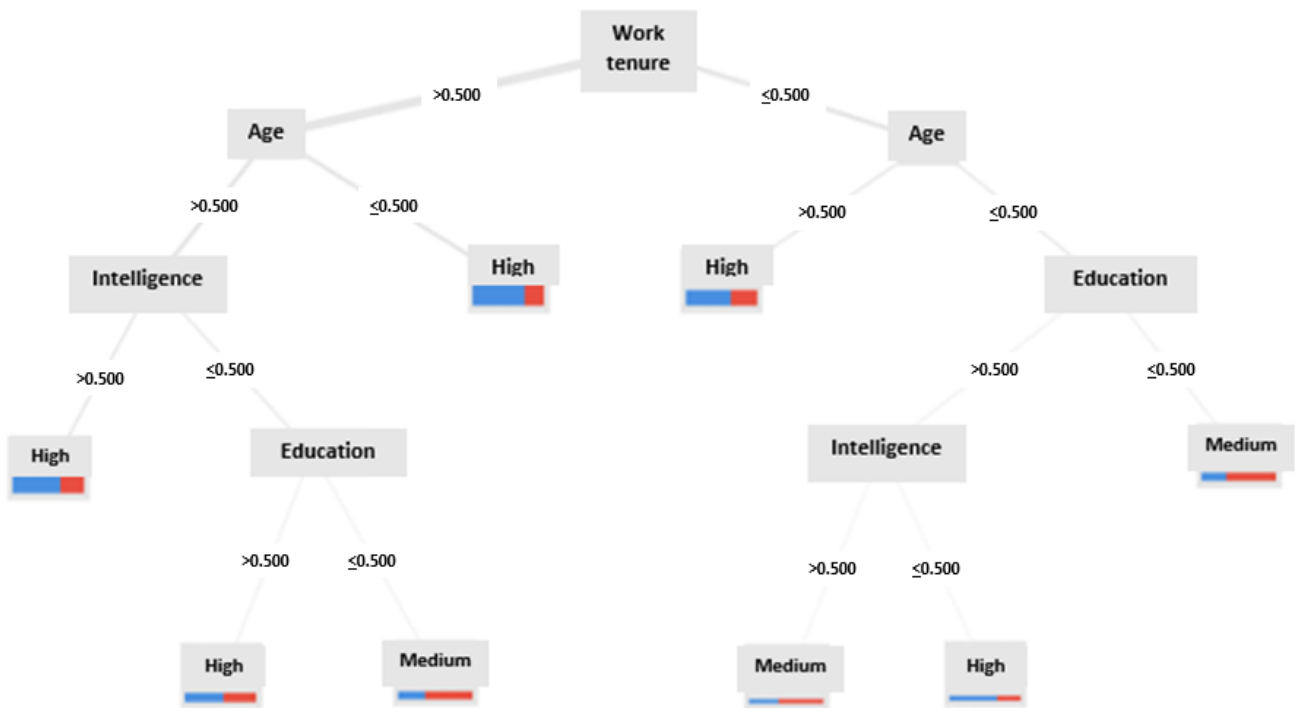 Work
tenure
>0.500
≤0.500
Age
Age
>0.500
≤0.500
>0.500
≤0.500
High
High
Intelligence
Education
>0.500
≤0.500
>0.500
≤0.500
High
Education
Intelligence
Medium
>0.500
≤0.500
>0.500
≤0.500
High
Medium
Medium
High